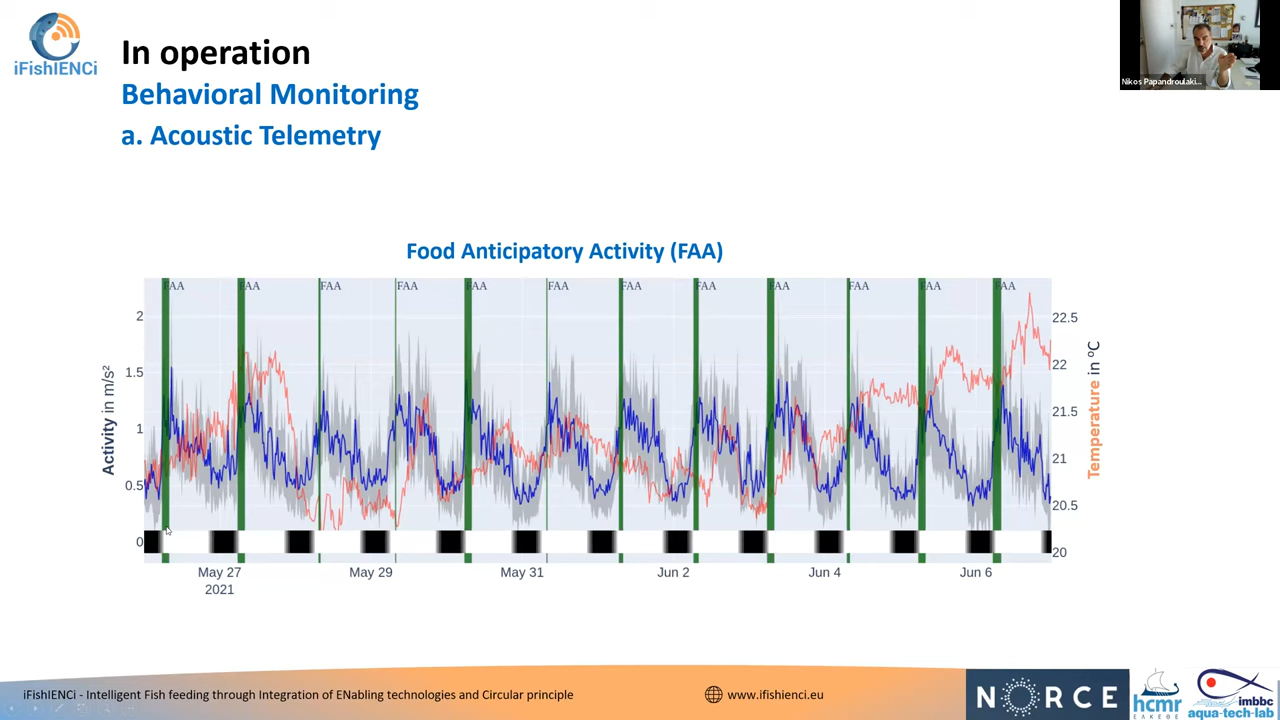 iFishIENCi
In operation
Behavioral Monitoring
a. Acoustic Telemetry
Nikos Papandroulaki...
Food Anticipatory Activity (FAA)
FAA FAA FAA FAA FAA FAA FAA FAA FAA FAA FAA FAA
2
1.5
1
0.5
0
Activity in m/s²
22.5
22
21.5
21
20.5
20
Temperature in ºC
May 27 May 29 May 31 Jun 2 Jun 4 Jun 6
2021
iFishIENCi - Intelligent Fish feeding through Integration of ENabling technologies and Circular principle
www.ifishienci.eu
NORCE
hcmr
ΕΛΚΕΘΕ
imbbc
aqua-tech-lab